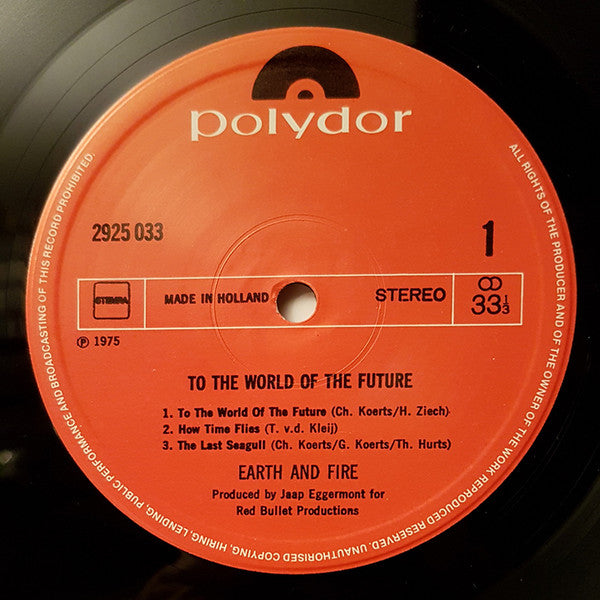 polydor
2925 033
1
STEMRA
MADE IN HOLLAND
STEREO
33⅓
℗ 1975
TO THE WORLD OF THE FUTURE
1. To The World Of The Future (Ch. Koerts/H. Ziech)
2. How Time Flies (T. v.d. Kleij)
3. The Last Seagull (Ch. Koerts/G. Koerts/Th. Hurts)
EARTH AND FIRE
Produced by Jaap Eggermont for
Red Bullet Productions
ALL RIGHTS OF THE PRODUCER AND OF THE OWNER OF THE WORK REPRODUCED RESERVED. UNAUTHORISED COPYING, HIRING, LENDING, PUBLIC PERFORMANCE AND BROADCASTING OF THIS RECORD PROHIBITED.